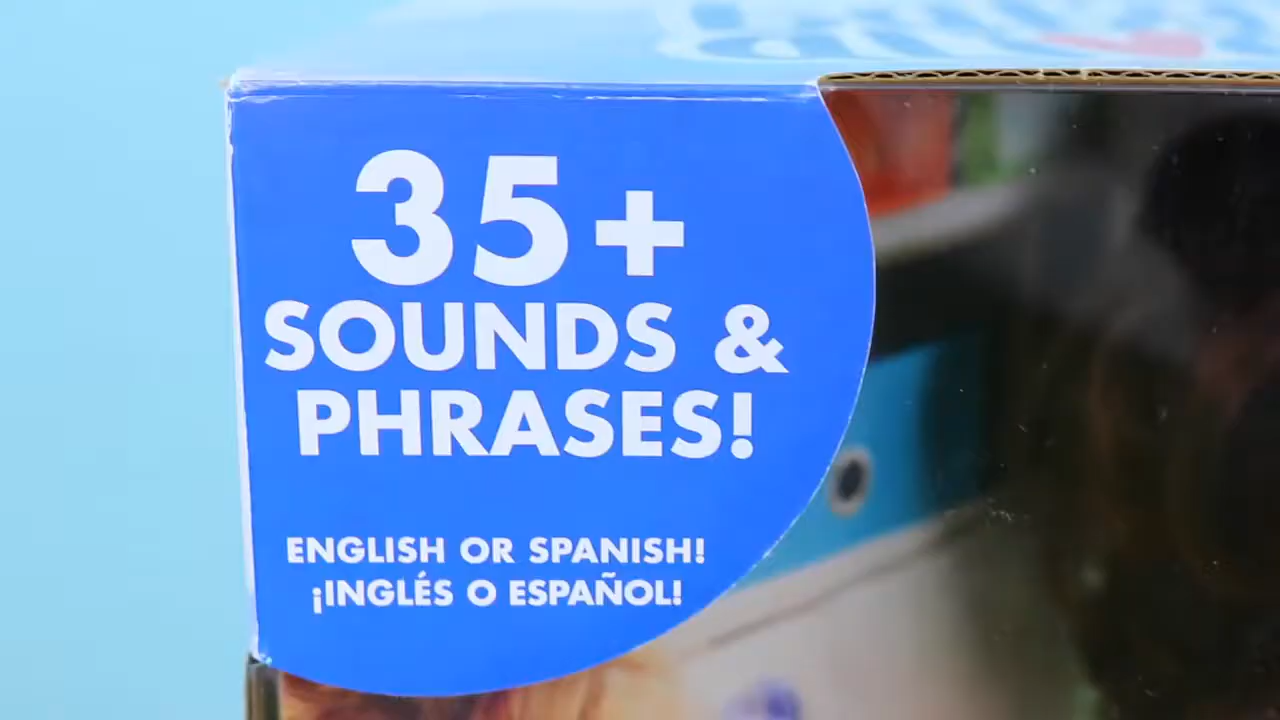 35+
SOUNDS &
PHRASES!
ENGLISH OR SPANISH!
¡INGLÉS O ESPAÑOL!